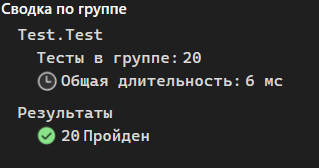 Сводка по группе
Test.Test
Тесты в группе: 20
Общая длительность: 6 мс
Результаты
20 Пройден